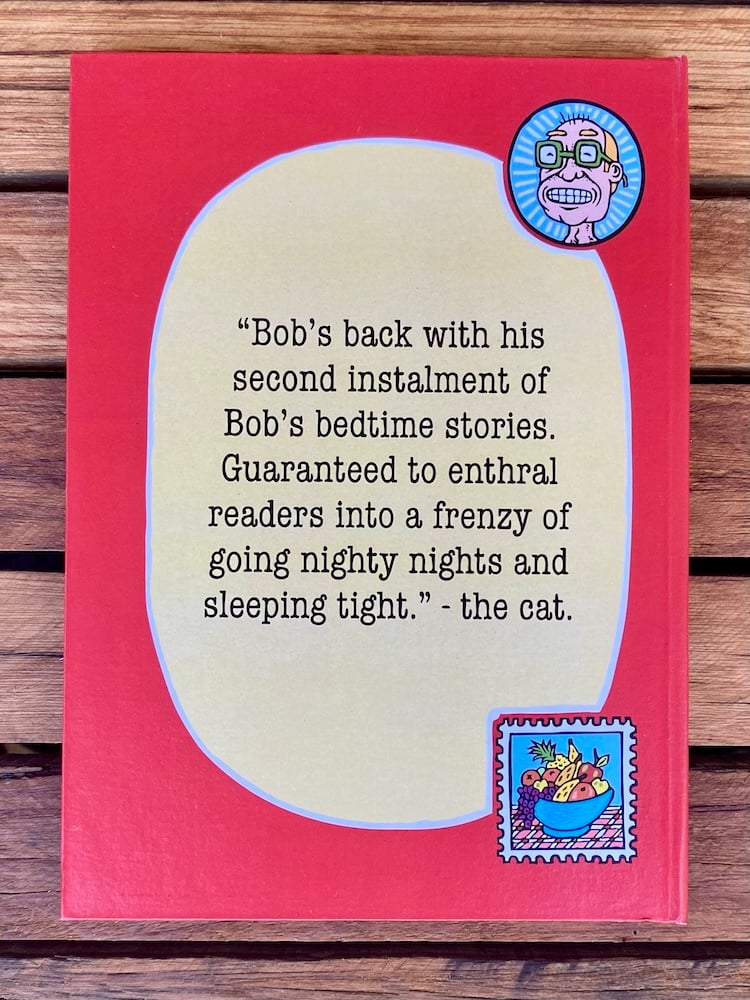 “Bob’s back with his
second instalment of
Bob’s bedtime stories.
Guaranteed to enthral
readers into a frenzy of
going nighty nights and
sleeping tight.” - the cat.